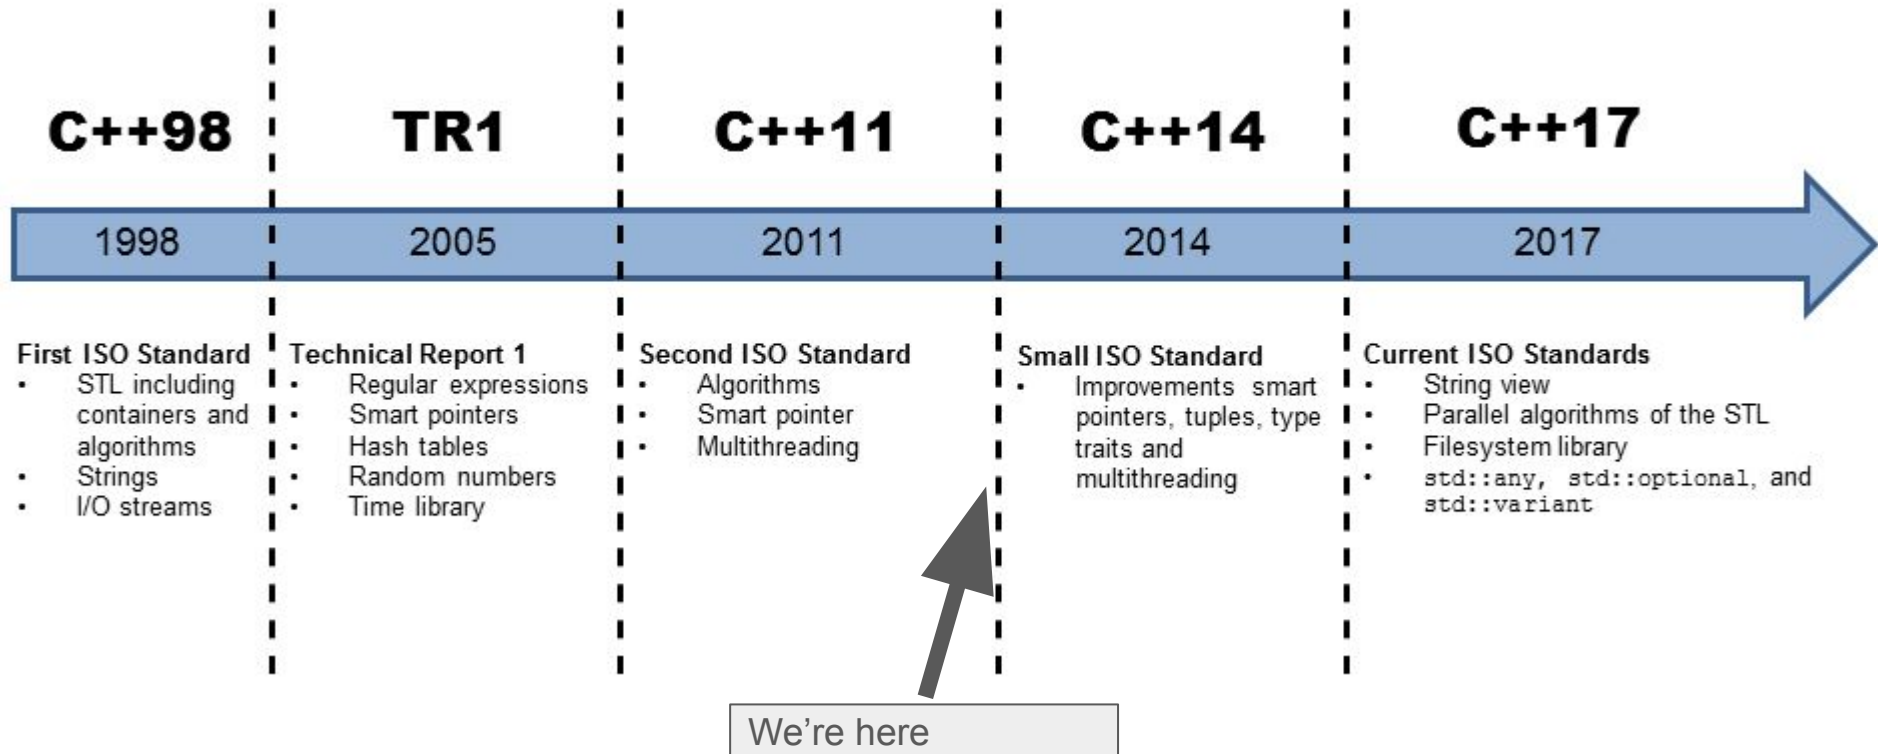 C++98
TR1
C++11
C++14
C++17
1998
2005
2011
2014
2017
First ISO Standard
• STL including
containers and
algorithms
• Strings
• I/O streams
Technical Report 1
• Regular expressions
• Smart pointers
• Hash tables
• Random numbers
• Time library
Second ISO Standard
• Algorithms
• Smart pointer
• Multithreading
Small ISO Standard
• Improvements smart
pointers, tuples, type
traits and
multithreading
Current ISO Standards
• String view
• Parallel algorithms of the STL
• Filesystem library
• std::any, std::optional, and
std::variant
We’re here